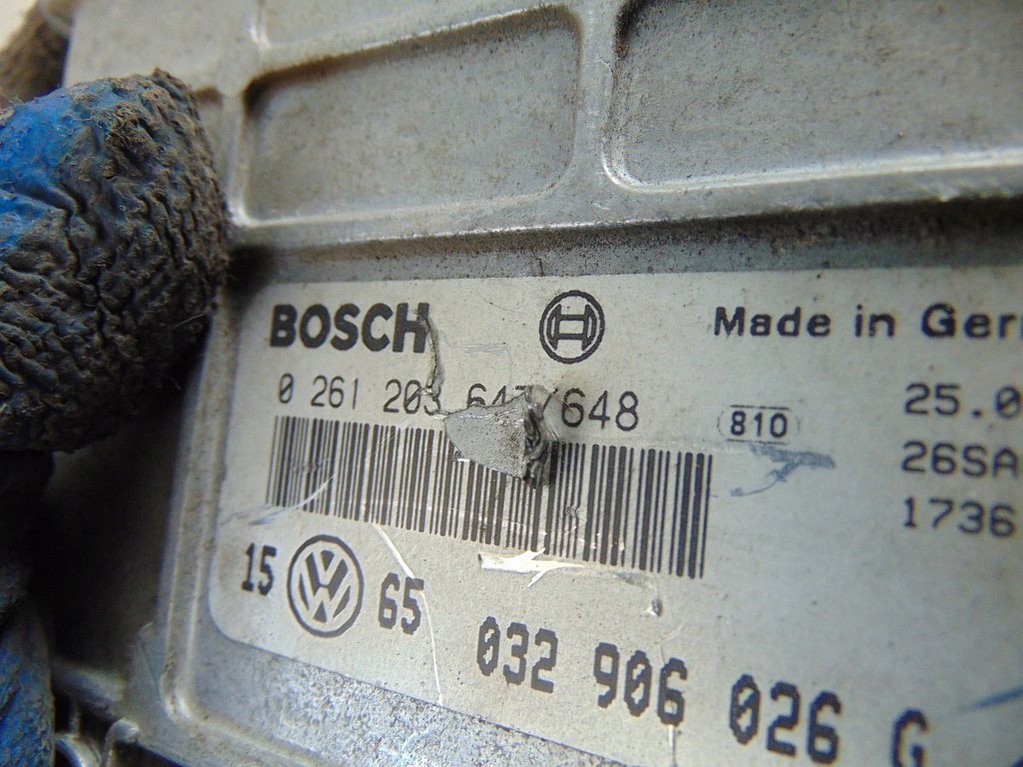 BOSCH
Made in Ger
0 261 203 647/648
810
25.0
26SA
1736
15 VW 65
032 906 026 G